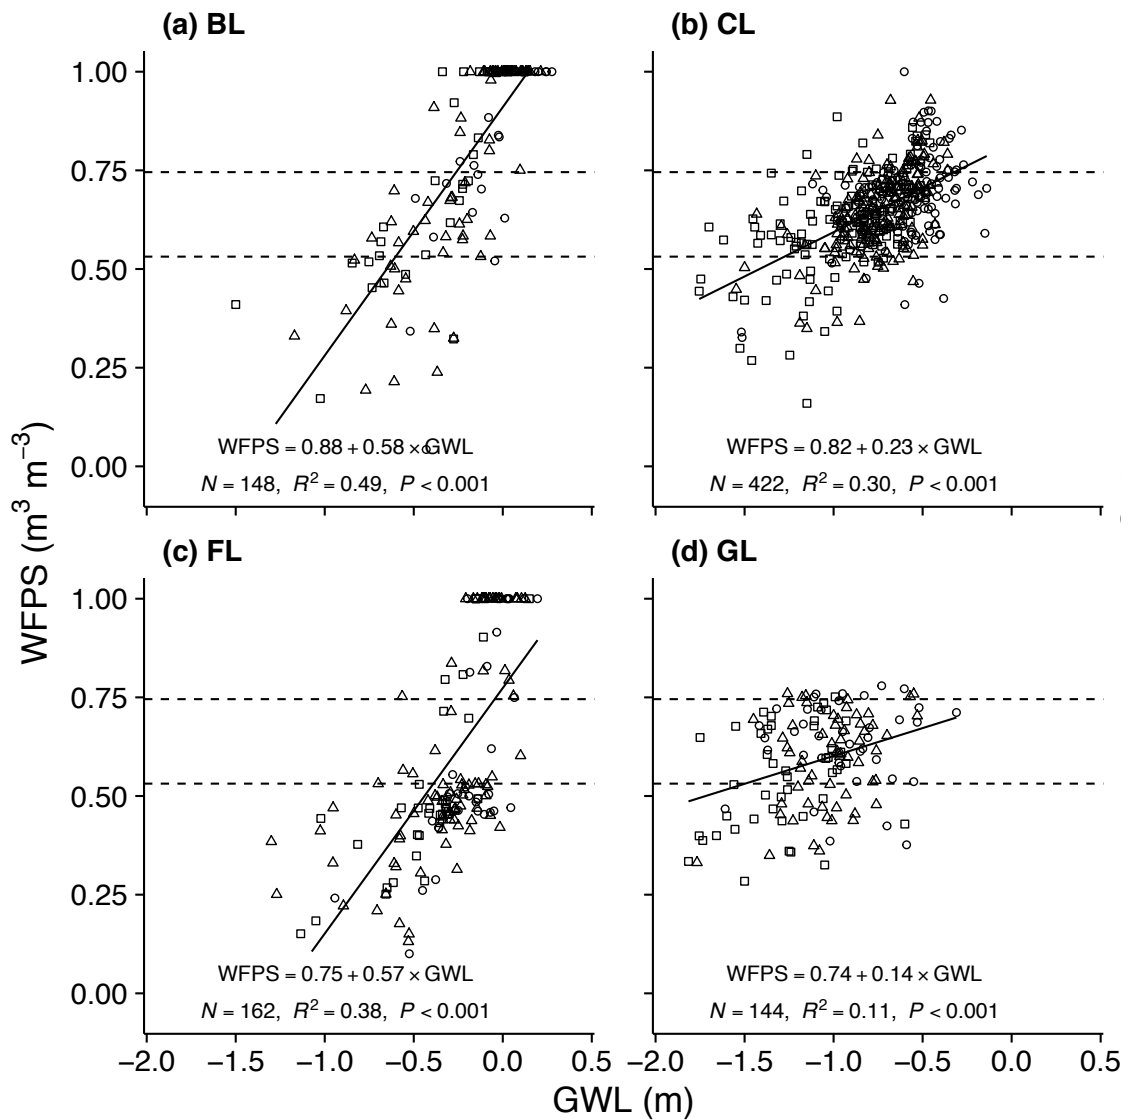 (a) BL
(b) CL
1.00
0.75
0.50
0.25
0.00
WFPS = 0.88 + 0.58 × GWL
N = 148, R² = 0.49, P < 0.001
WFPS = 0.82 + 0.23 × GWL
N = 422, R² = 0.30, P < 0.001
WFPS (m³ m⁻³)
(c) FL
(d) GL
1.00
0.75
0.50
0.25
0.00
WFPS = 0.75 + 0.57 × GWL
N = 162, R² = 0.38, P < 0.001
WFPS = 0.74 + 0.14 × GWL
N = 144, R² = 0.11, P < 0.001
−2.0 −1.5 −1.0 −0.5 0.0 0.5
−2.0 −1.5 −1.0 −0.5 0.0 0.5
GWL (m)